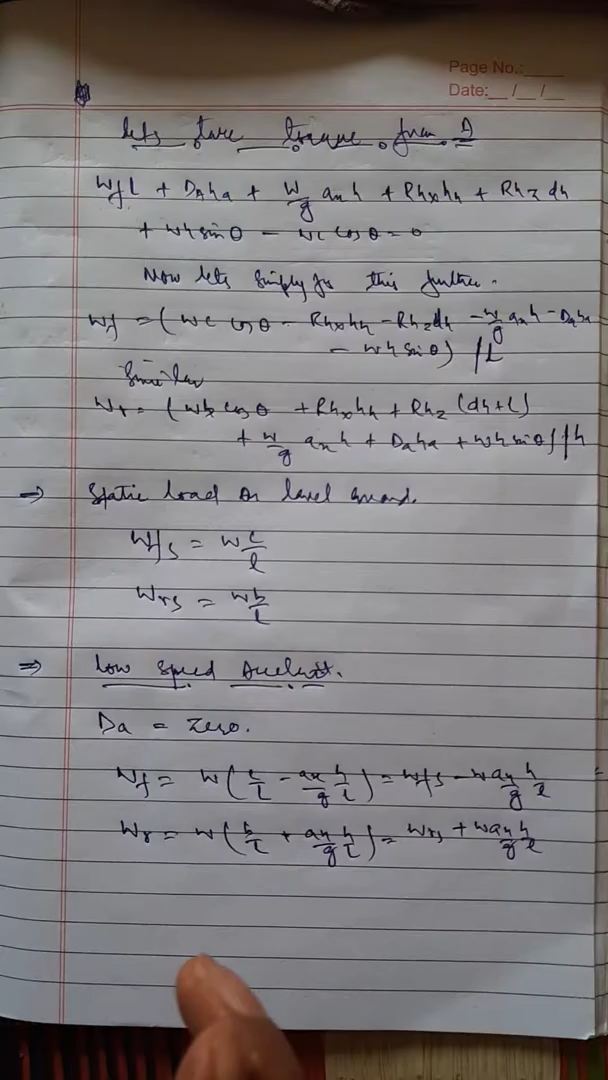 Page No.:
Date: / /
lets take torque from A
Wf L + DA ha + W/g ax h + Rhx hh + Rhz dh
+ Wh sin θ - Wc cos θ = 0
Now lets simplify this further.
Wf = (Wc cos θ - Rhx hh - Rhz dh - W/g ax h - Da ha
- Wh sin θ) / L
Similar
Wr = (Wb cos θ + Rhx hh + Rhz (dh + L)
+ W/g ax h + Da ha + Wh sin θ) / h
⇒ Static load on level ground.
Wfs = W c/L
Wrs = W b/L
⇒ Low Speed
Da = Zero.
Wf = W (c/L - ax/g h/L) = Wfs - W ax/g h/L
Wr = W (b/L + ax/g h/L) = Wrs + W ax/g h/L